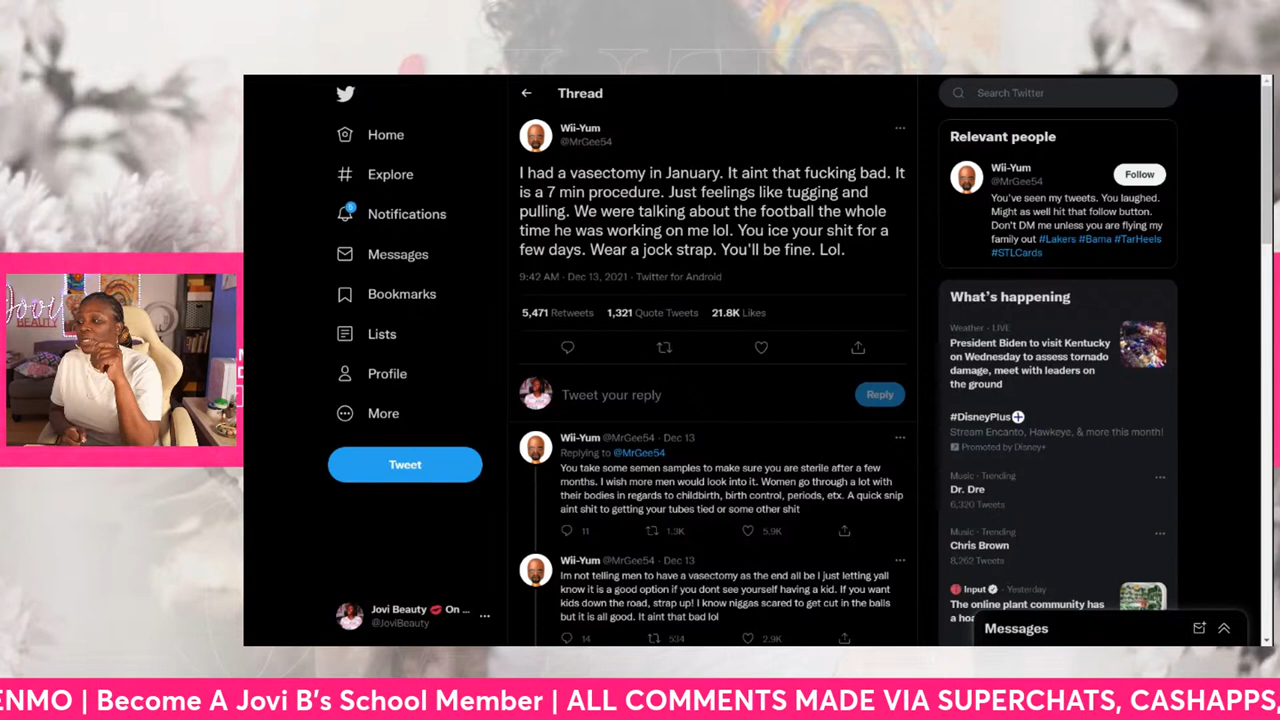 Thread
Search Twitter
Home
Explore
Notifications
Messages
Bookmarks
Lists
Profile
More
Tweet
Jovi Beauty 💋 On ...
@JoviBeauty
Wii-Yum
@MrGee54
I had a vasectomy in January. It aint that fucking bad. It
is a 7 min procedure. Just feelings like tugging and
pulling. We were talking about the football the whole
time he was working on me lol. You ice your shit for a
few days. Wear a jock strap. You'll be fine. Lol.
9:42 AM · Dec 13, 2021 · Twitter for Android
5,471 Retweets 1,321 Quote Tweets 21.8K Likes
Tweet your reply
Reply
Wii-Yum @MrGee54 · Dec 13
Replying to @MrGee54
You take some semen samples to make sure you are sterile after a few
months. I wish more men would look into it. Women go through a lot with
their bodies in regards to childbirth, birth control, periods, etx. A quick snip
aint shit to getting your tubes tied or some other shit
11 1.3K 5.9K
Wii-Yum @MrGee54 · Dec 13
Im not telling men to have a vasectomy as the end all be I just letting yall
know it is a good option if you dont see yourself having a kid. If you want
kids down the road, strap up! I know niggas scared to get cut in the balls
but it is all good. It aint that bad lol
14 534 2.9K
Relevant people
Wii-Yum
@MrGee54
Follow
You've seen my tweets. You laughed.
Might as well hit that follow button.
Don't DM me unless you are flying my
family out #Lakers #Bama #TarHeels
#STLCards
What's happening
Weather · LIVE
President Biden to visit Kentucky
on Wednesday to assess tornado
damage, meet with leaders on
the ground
#DisneyPlus
Stream Encanto, Hawkeye, & more this month!
Promoted by Disney+
Music · Trending
Dr. Dre
6,320 Tweets
Music · Trending
Chris Brown
8,262 Tweets
Input · Yesterday
The online plant community has
Messages
Jovi
BEAUTY
ENMO | Become A Jovi B's School Member | ALL COMMENTS MADE VIA SUPERCHATS, CASHAPPS,